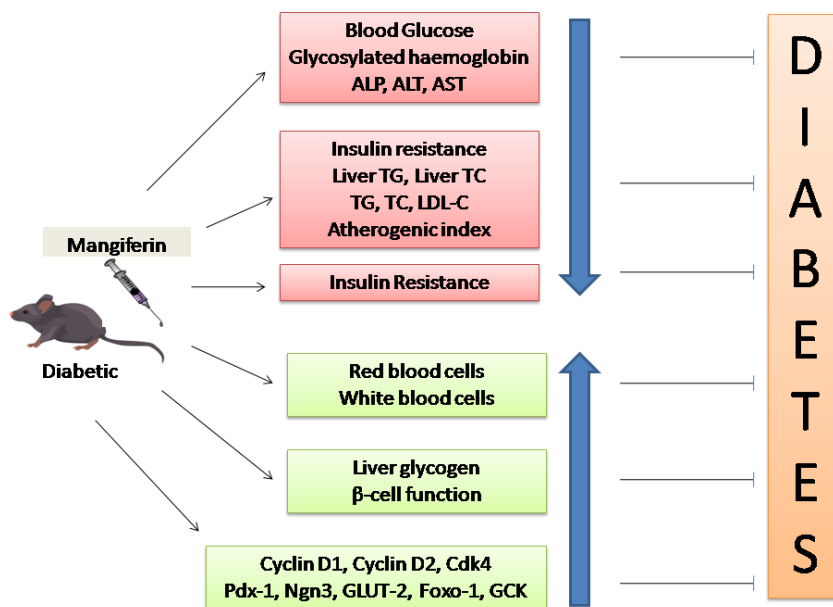 Blood Glucose
Glycosylated haemoglobin
ALP, ALT, AST
Insulin resistance
Liver TG, Liver TC
TG, TC, LDL-C
Atherogenic index
Mangiferin
Insulin Resistance
Diabetic
Red blood cells
White blood cells
Liver glycogen
β-cell function
Cyclin D1, Cyclin D2, Cdk4
Pdx-1, Ngn3, GLUT-2, Foxo-1, GCK
D
I
A
B
E
T
E
S